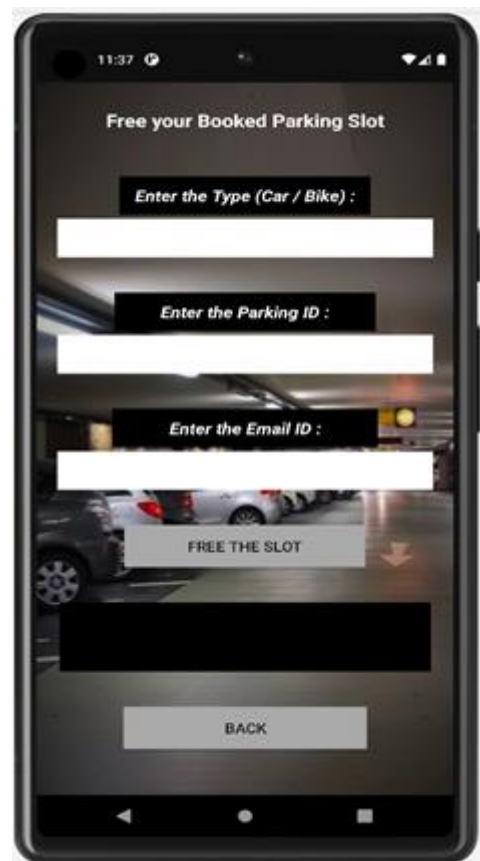 11:37
Free your Booked Parking Slot
Enter the Type (Car / Bike) :
Enter the Parking ID :
Enter the Email ID :
FREE THE SLOT
BACK